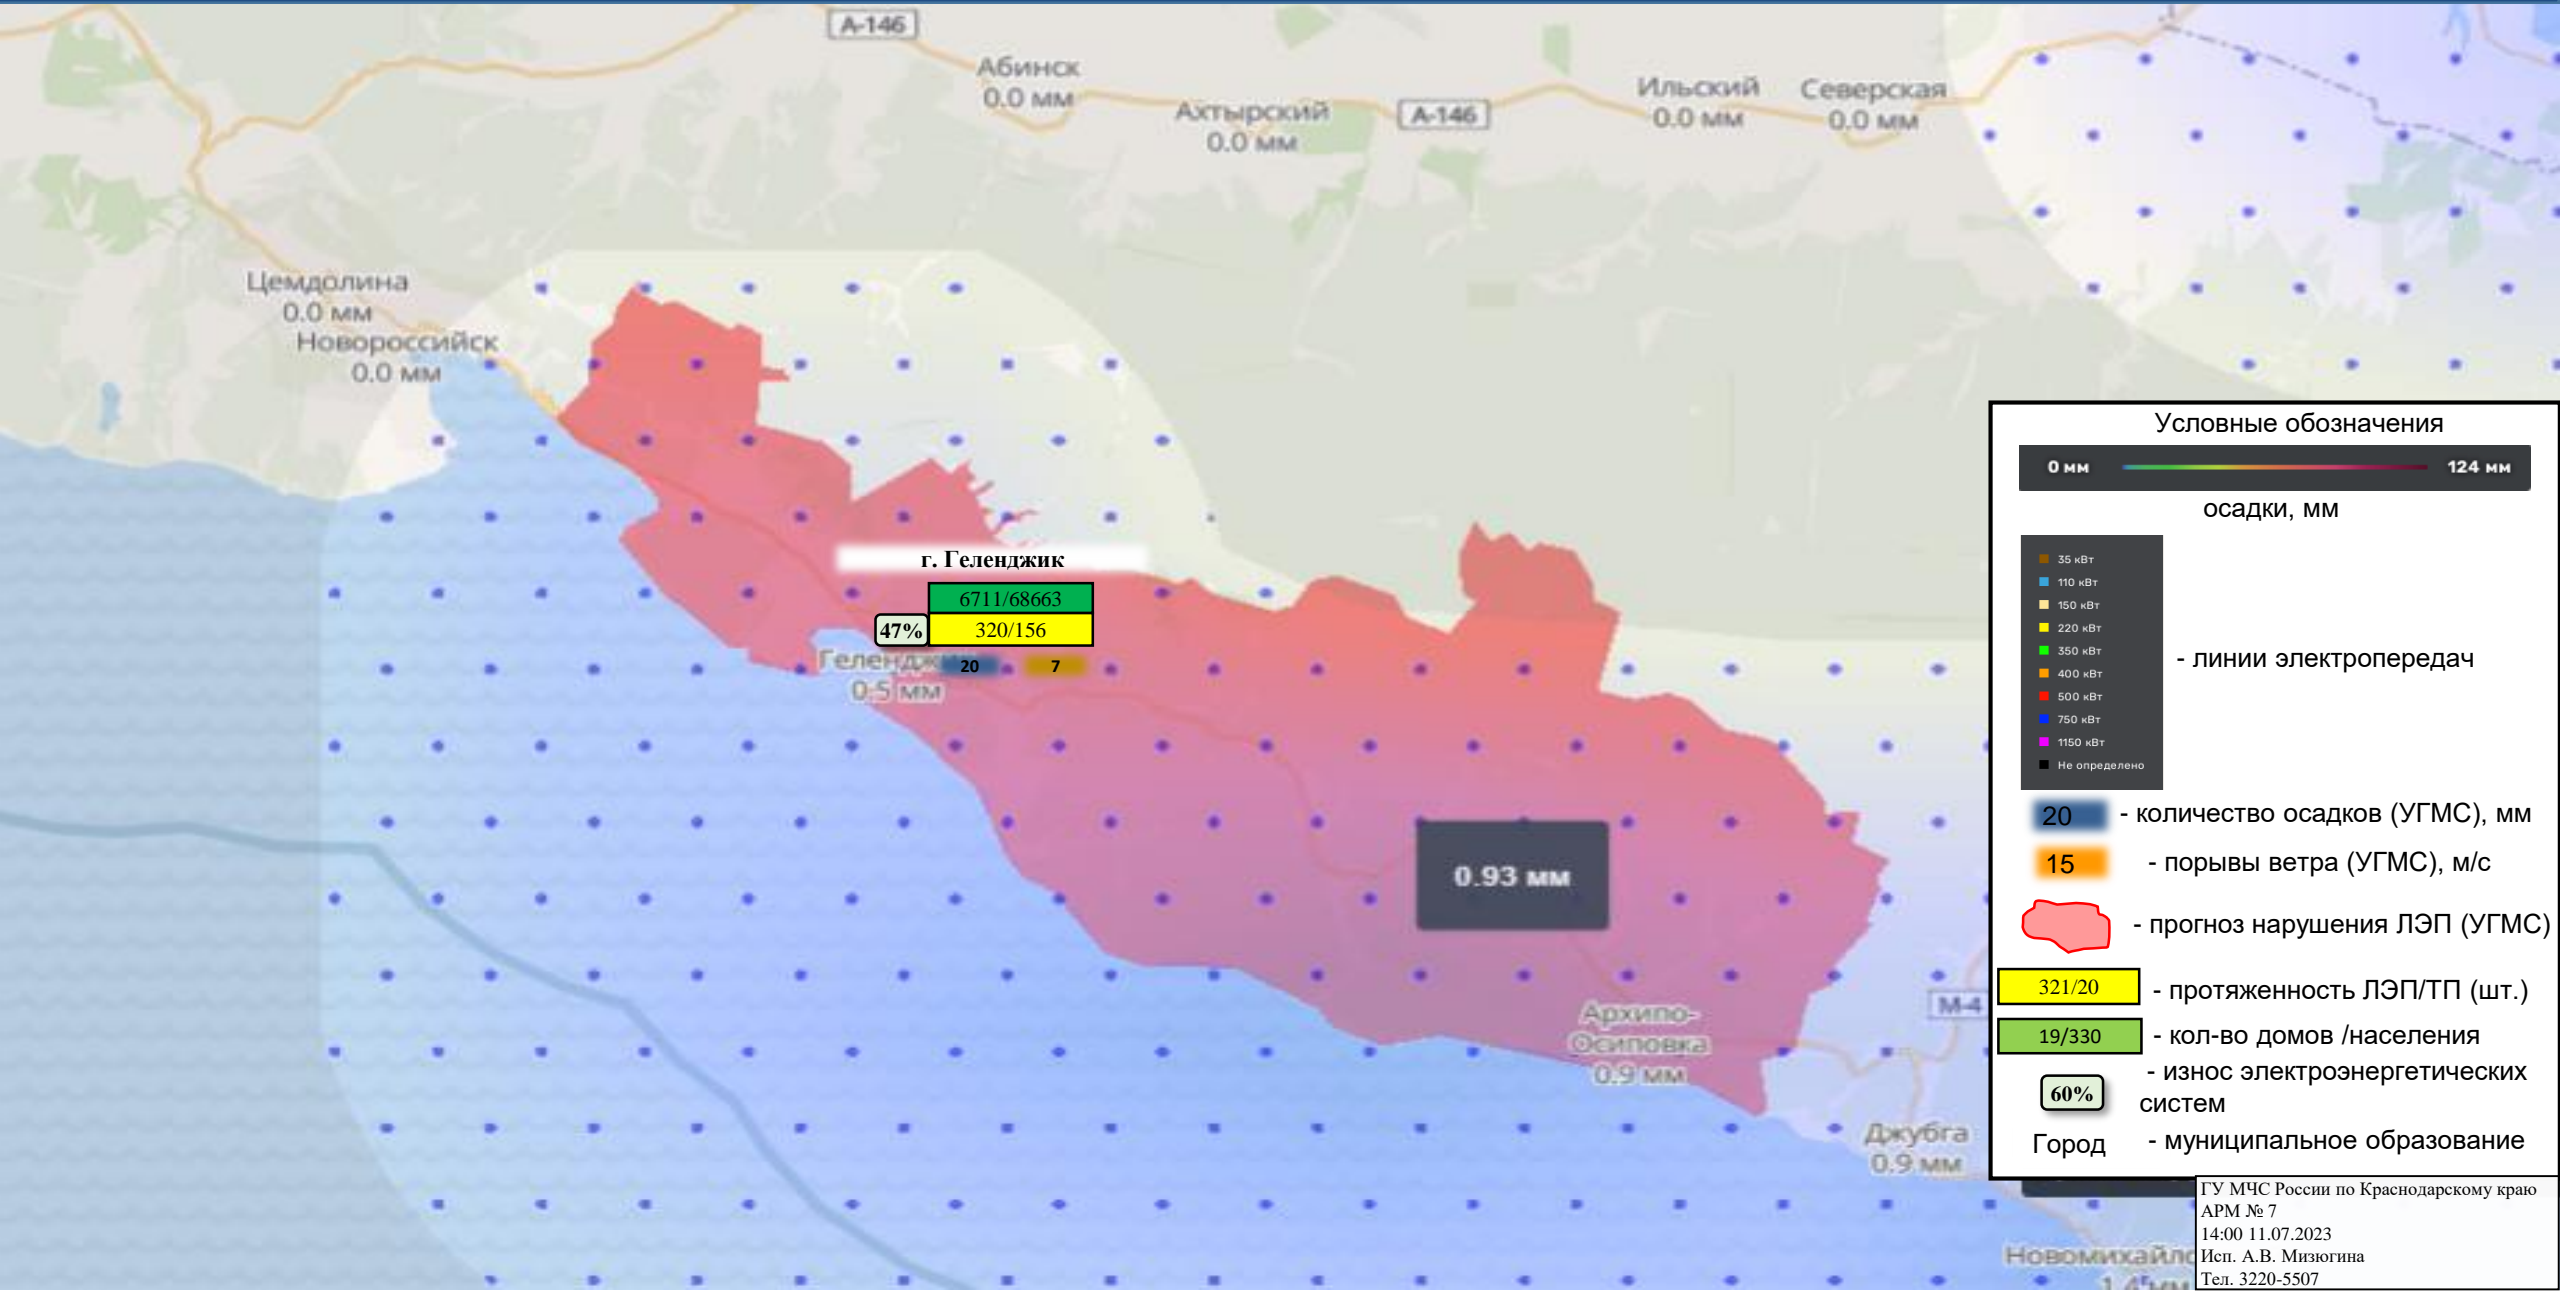 А-146
Абинск
0.0 мм
Ахтырский
0.0 мм
А-146
Ильский
0.0 мм
Северская
0.0 мм
Цемдолина
0.0 мм
Новороссийск
0.0 мм
г. Геленджик
6711/68663
47%
320/156
20
7
0.5 мм
0.93 мм
Архипо-
Осиповка
0.9 мм
М-4
Джубга
0.9 мм
Условные обозначения
0 мм
124 мм
осадки, мм
35 кВт
110 кВт
150 кВт
220 кВт
350 кВт
400 кВт
500 кВт
750 кВт
1150 кВт
Не определено
- линии электропередач
20 - количество осадков (УГМС), мм
15 - порывы ветра (УГМС), м/с
- прогноз нарушения ЛЭП (УГМС)
321/20 - протяженность ЛЭП/ТП (шт.)
19/330 - кол-во домов /населения
60% - износ электроэнергетических
систем
Город - муниципальное образование
ГУ МЧС России по Краснодарскому краю
АРМ № 7
14:00 11.07.2023
Исп. А.В. Мизюгина
Тел. 3220-5507